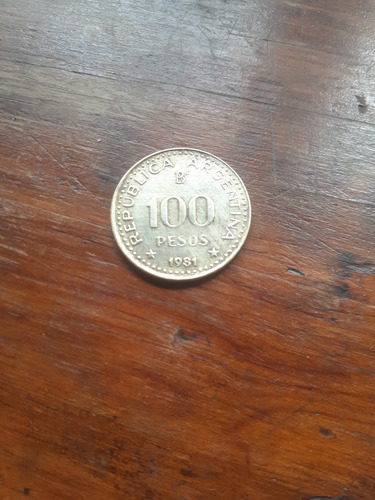 REPUBLICA ARGENTINA
100
PESOS
1981